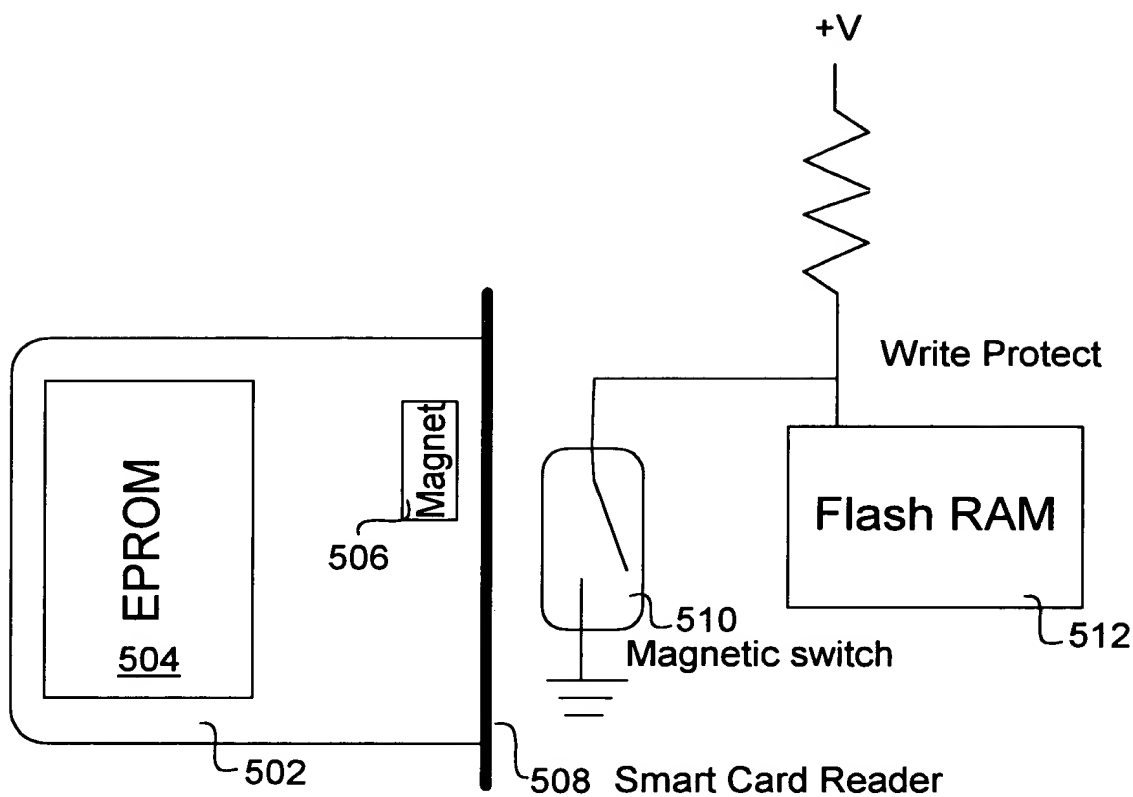 +V
Write Protect
Magnet
EPROM
504
506
Flash RAM
510
Magnetic switch
512
502
508 Smart Card Reader